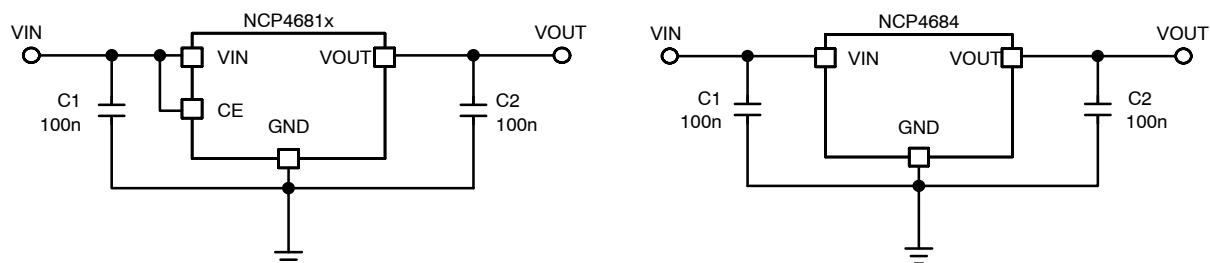 NCP4681x
VIN
VOUT
VIN
VOUT
C1
100n
CE
C2
100n
GND
NCP4684
VIN
VOUT
VIN
VOUT
C1
100n
C2
100n
GND